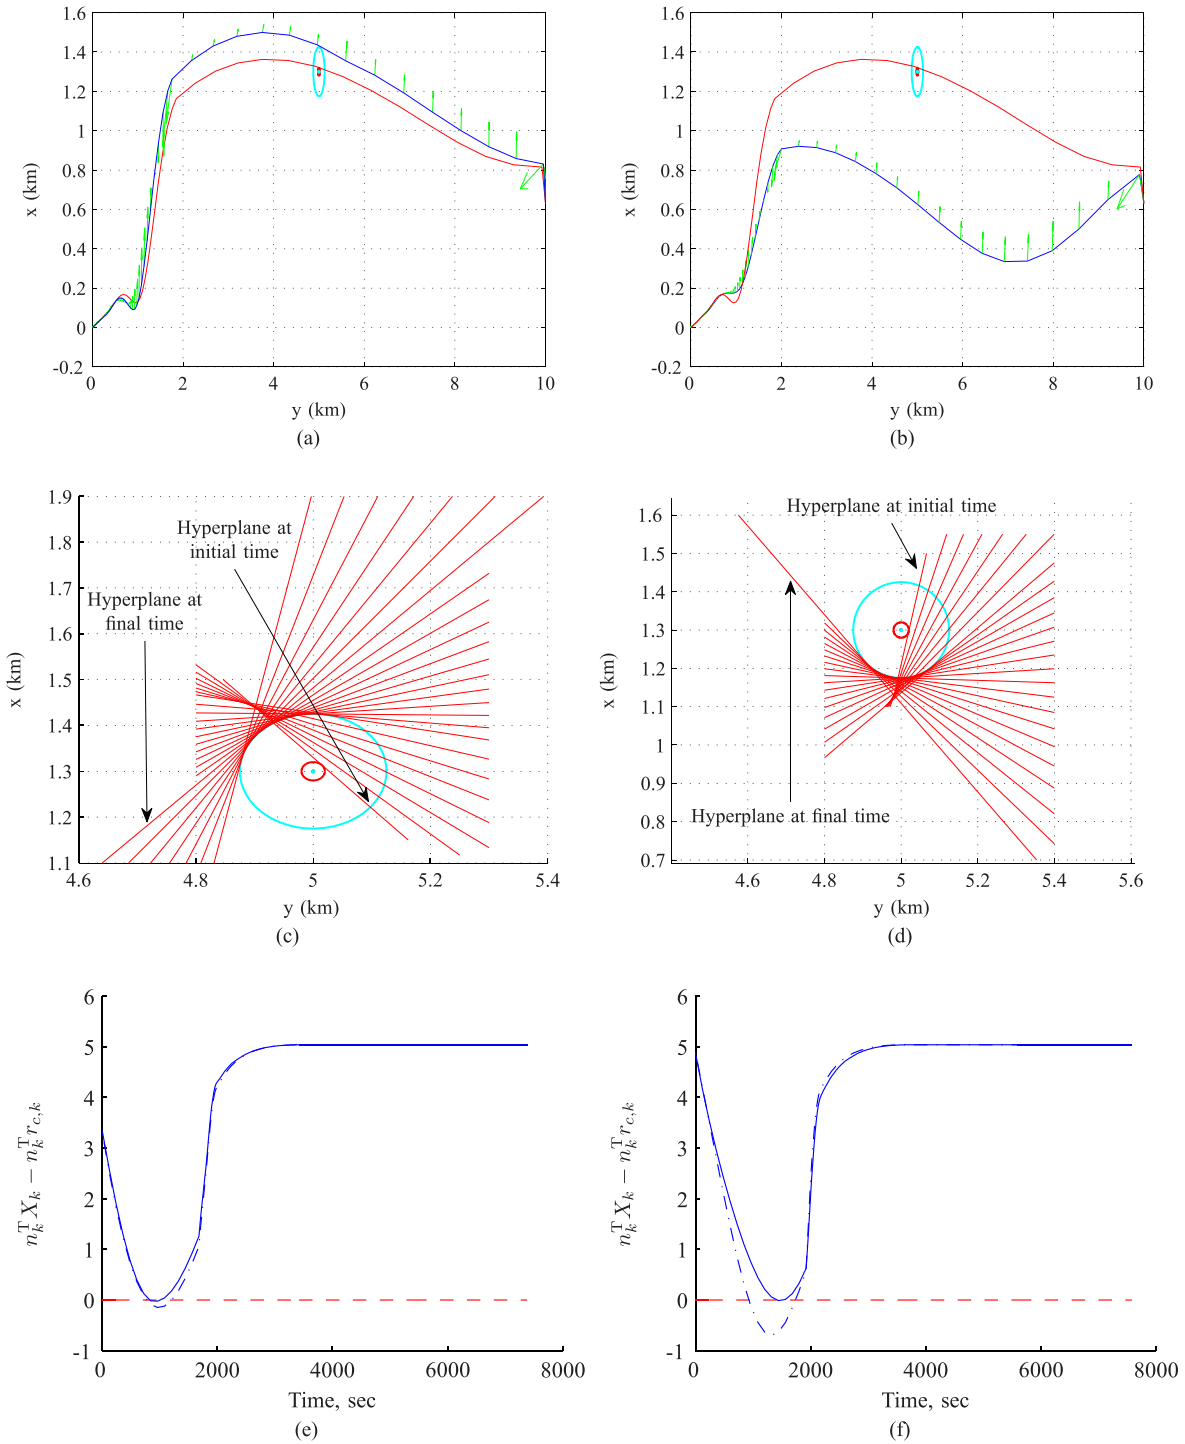 1.6
1.4
1.2
1
0.8
0.6
0.4
0.2
0
-0.2
x (km)
0 2 4 6 8 10
y (km)
(a)
1.6
1.4
1.2
1
0.8
0.6
0.4
0.2
0
-0.2
x (km)
0 2 4 6 8 10
y (km)
(b)
1.9
1.8
1.7
1.6
1.5
1.4
1.3
1.2
1.1
x (km)
Hyperplane at
initial time
Hyperplane at
final time
4.6 4.8 5 5.2 5.4
y (km)
(c)
1.6
1.5
1.4
1.3
1.2
1.1
1
0.9
0.8
0.7
x (km)
Hyperplane at initial time
Hyperplane at final time
4.6 4.8 5 5.2 5.4 5.6
y (km)
(d)
6
5
4
3
2
1
0
-1
$n_k^{\mathrm{T}} X_k - n_k^{\mathrm{T}} r_{c,k}$
0 2000 4000 6000 8000
Time, sec
(e)
6
5
4
3
2
1
0
-1
$n_k^{\mathrm{T}} X_k - n_k^{\mathrm{T}} r_{c,k}$
0 2000 4000 6000 8000
Time, sec
(f)